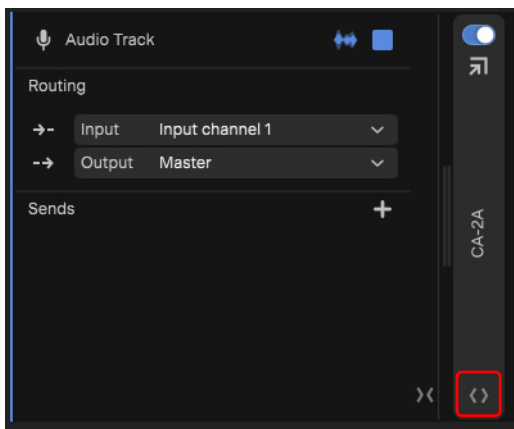 Audio Track
Routing
Input Input channel 1
Output Master
Sends
CA-2A